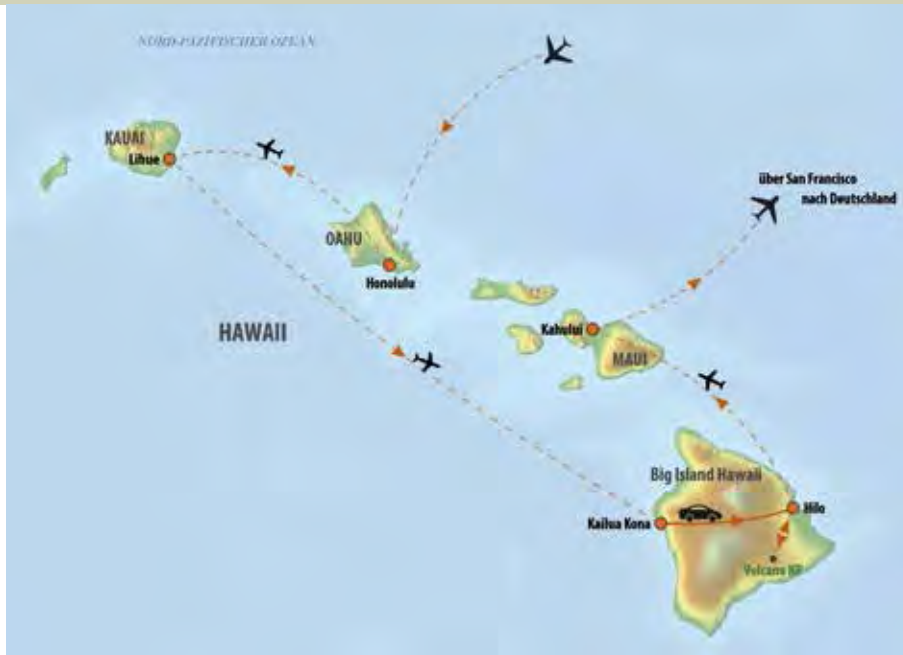 NORD-PAZIFISCHER OZEAN
KAUAI
Lihue
über San Francisco
nach Deutschland
OAHU
Honolulu
HAWAII
Kahului
MAUI
Big Island Hawaii
Kailua Kona
Hilo
Volcano NP